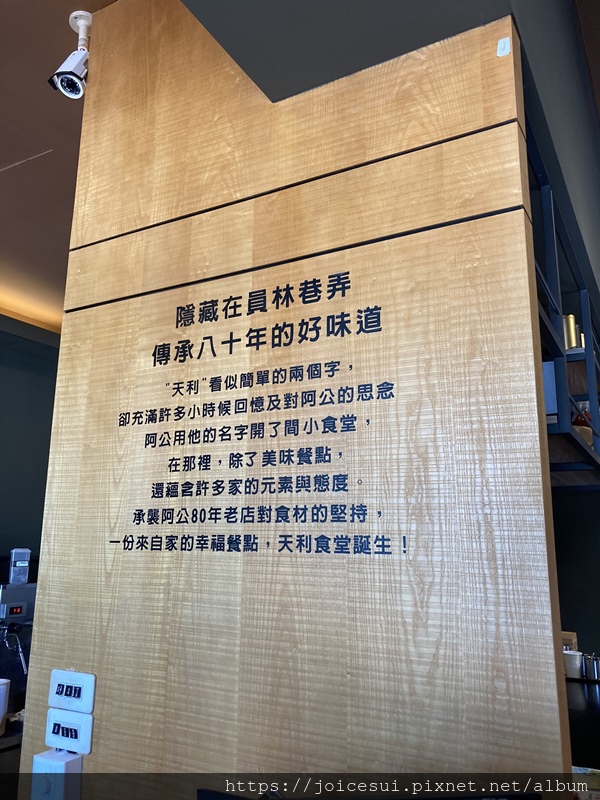 隱藏在員林巷弄
傳承八十年的好味道
"天利"看似簡單的兩個字，
卻充滿許多小時候回憶及對阿公的思念
阿公用他的名字開了間小食堂，
在那裡，除了美味餐點，
還蘊含許多家的元素與態度。
承襲阿公80年老店對食材的堅持，
一份來自家的幸福餐點，天利食堂誕生！
https://joicesui.pixnet.net/album